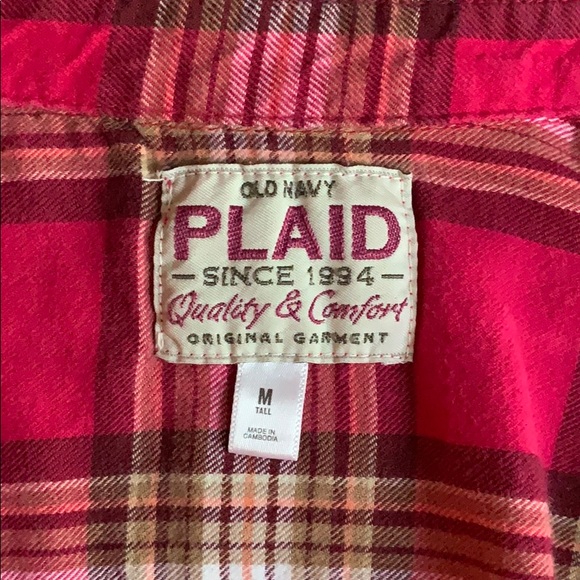 OLD NAVY
PLAID
— SINCE 1994 —
Quality & Comfort
ORIGINAL GARMENT
M
TALL
MADE IN
CAMBODIA